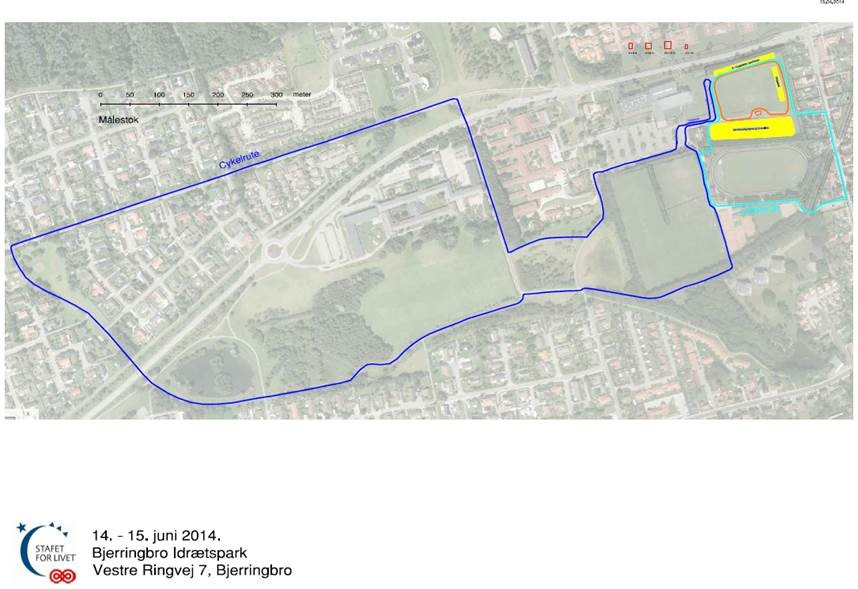 0 50 100 150 200 250 300 meter
Målestok
Cykelrute
STAFET
FOR LIVET
14. - 15. juni 2014.
Bjerringbro Idrætspark
Vestre Ringvej 7, Bjerringbro